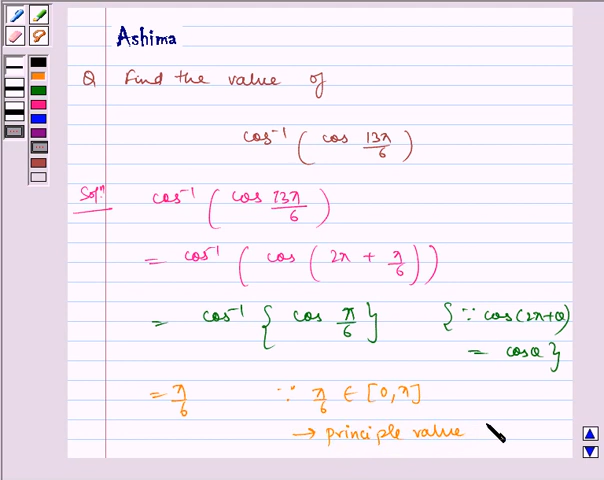 Ashima
Q Find the value of
cos⁻¹ ( cos 13π/6 )
Solⁿ: cos⁻¹ ( cos 13π/6 )
= cos⁻¹ ( cos ( 2π + π/6 ) )
= cos⁻¹ { cos π/6 } { ∵ cos(2π+θ)
= cosθ }
= π/6 ∵ π/6 ∈ [0,π]
→ principle value